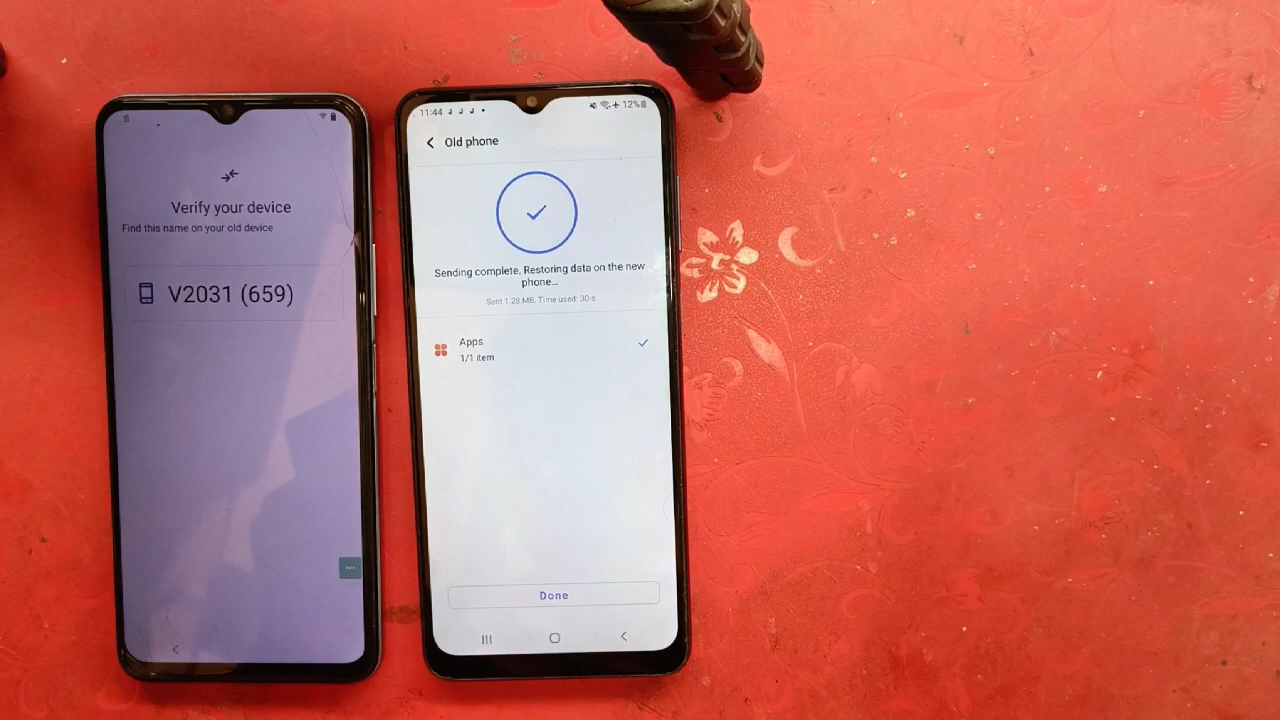 Verify your device
Find this name on your old device
V2031 (659)
11:44
12%
Old phone
Sending complete. Restoring data on the new
phone...
Sent 1.28 MB. Time used: 30 s
Apps
1/1 item
Done